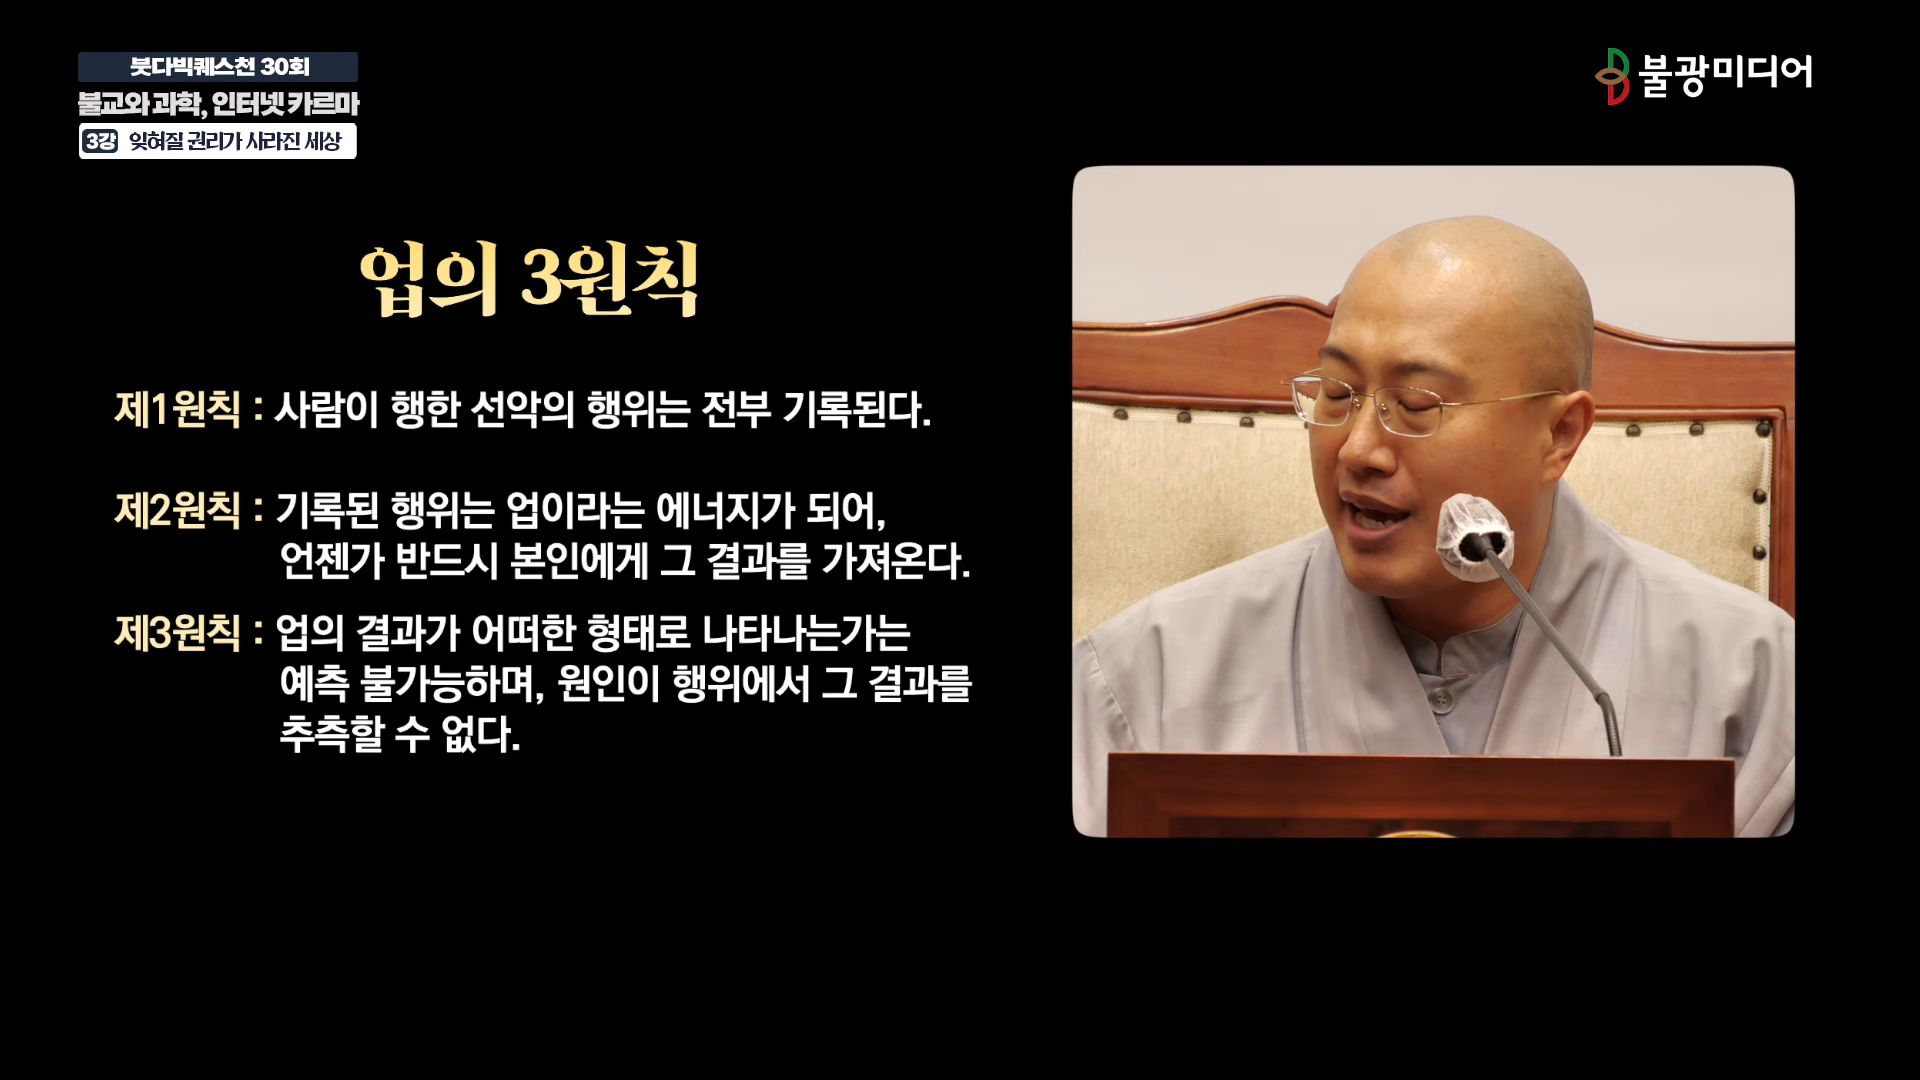 붓다빅퀘스천 30회
불교와 과학, 인터넷 카르마
3강 잊혀질 권리가 사라진 세상
불광미디어
업의 3원칙
제1원칙 : 사람이 행한 선악의 행위는 전부 기록된다.
제2원칙 : 기록된 행위는 업이라는 에너지가 되어,
언젠가 반드시 본인에게 그 결과를 가져온다.
제3원칙 : 업의 결과가 어떠한 형태로 나타나는가는
예측 불가능하며, 원인이 행위에서 그 결과를
추측할 수 없다.